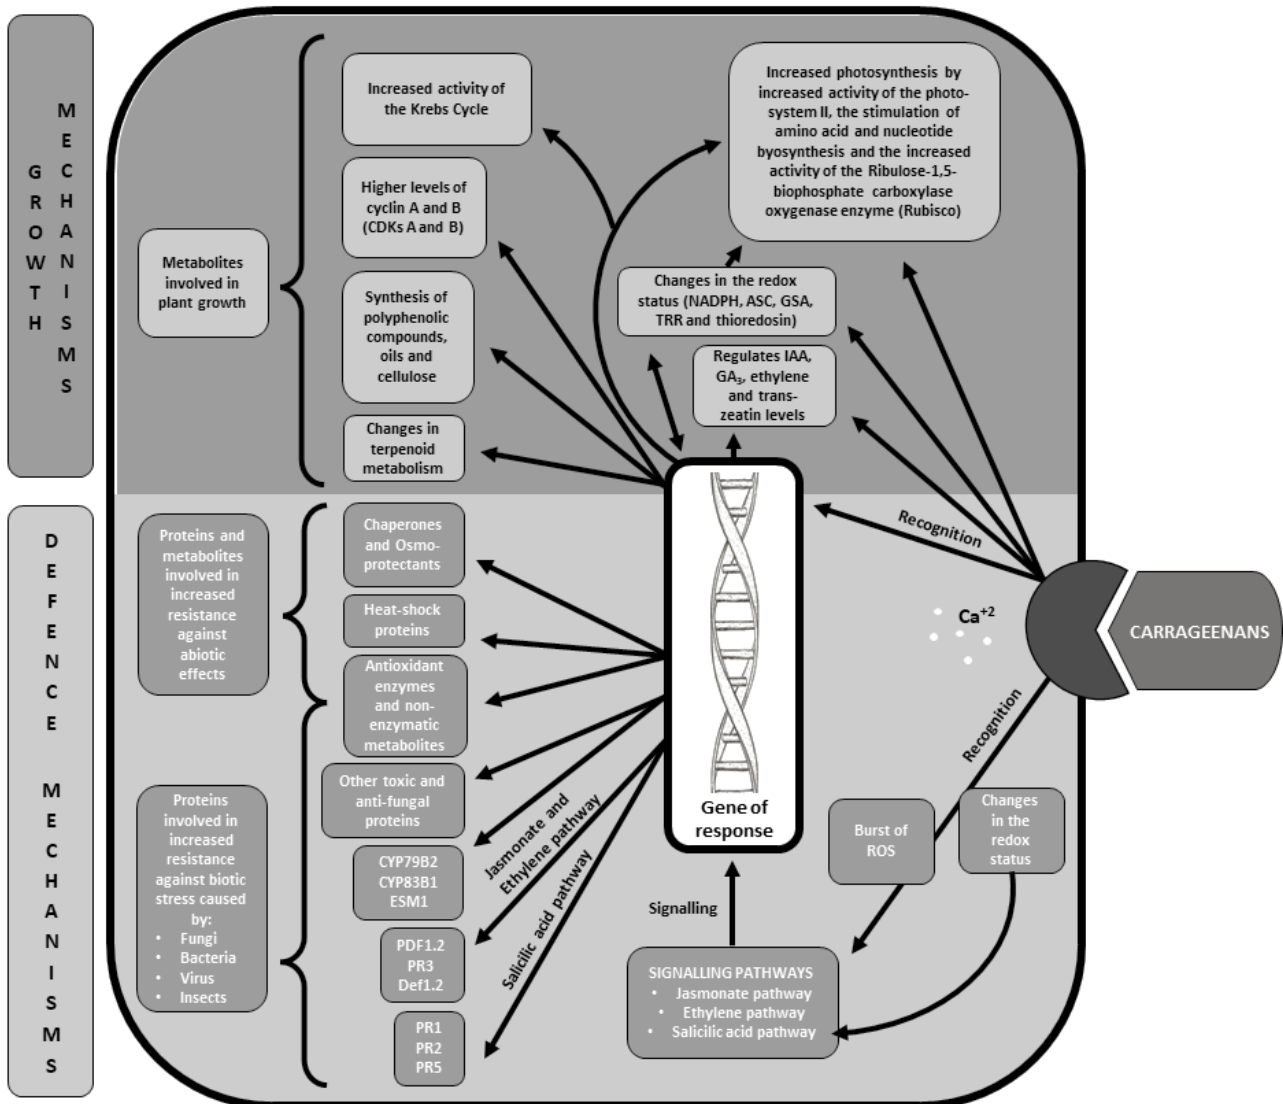 GROWTH
MECHANISMS
Metabolites
involved in
plant growth
Increased activity of
the Krebs Cycle
Higher levels of
cyclin A and B
(CDKs A and B)
Synthesis of
polyphenolic
compounds,
oils and
cellulose
Changes in
terpenoid
metabolism
Increased photosynthesis by
increased activity of the photo-
system II, the stimulation of
amino acid and nucleotide
byosynthesis and the increased
activity of the Ribulose-1,5-
biophosphate carboxylase
oxygenase enzyme (Rubisco)
Changes in the redox
status (NADPH, ASC, GSA,
TRR and thioredosin)
Regulates IAA,
GA₃, ethylene
and trans-
zeatin levels
DEFENCE MECHANISMS
Proteins and
metabolites
involved in
increased
resistance
against
abiotic
effects
Chaperones
and Osmo-
protectants
Heat-shock
proteins
Antioxidant
enzymes
and non-
enzymatic
metabolites
Other toxic and
anti-fungal
proteins
Proteins
involved in
increased
resistance
against biotic
stress caused
by:
• Fungi
• Bacteria
• Virus
• Insects
CYP79B2
CYP83B1
ESM1
PDF1.2
PR3
Def1.2
PR1
PR2
PR5
Jasmonate and
Ethylene pathway
Salicilic acid pathway
Gene of
response
Signalling
SIGNALLING PATHWAYS
• Jasmonate pathway
• Ethylene pathway
• Salicilic acid pathway
Recognition
Ca⁺²
CARRAGEENANS
Recognition
Burst of
ROS
Changes
in the
redox
status